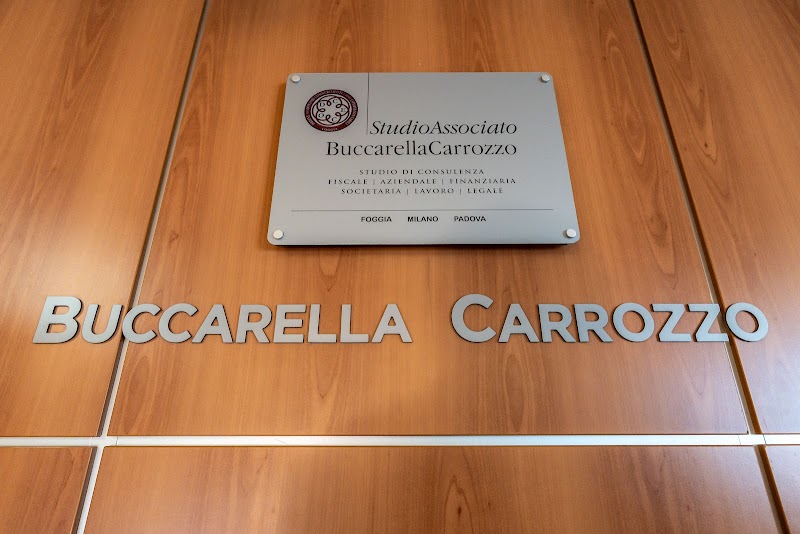 StudioAssociato
BuccarellaCarrozzo
STUDIO DI CONSULENZA
FISCALE | AZIENDALE | FINANZIARIA
SOCIETARIA | LAVORO | LEGALE
FOGGIA MILANO PADOVA
BUCCARELLA CARROZZO